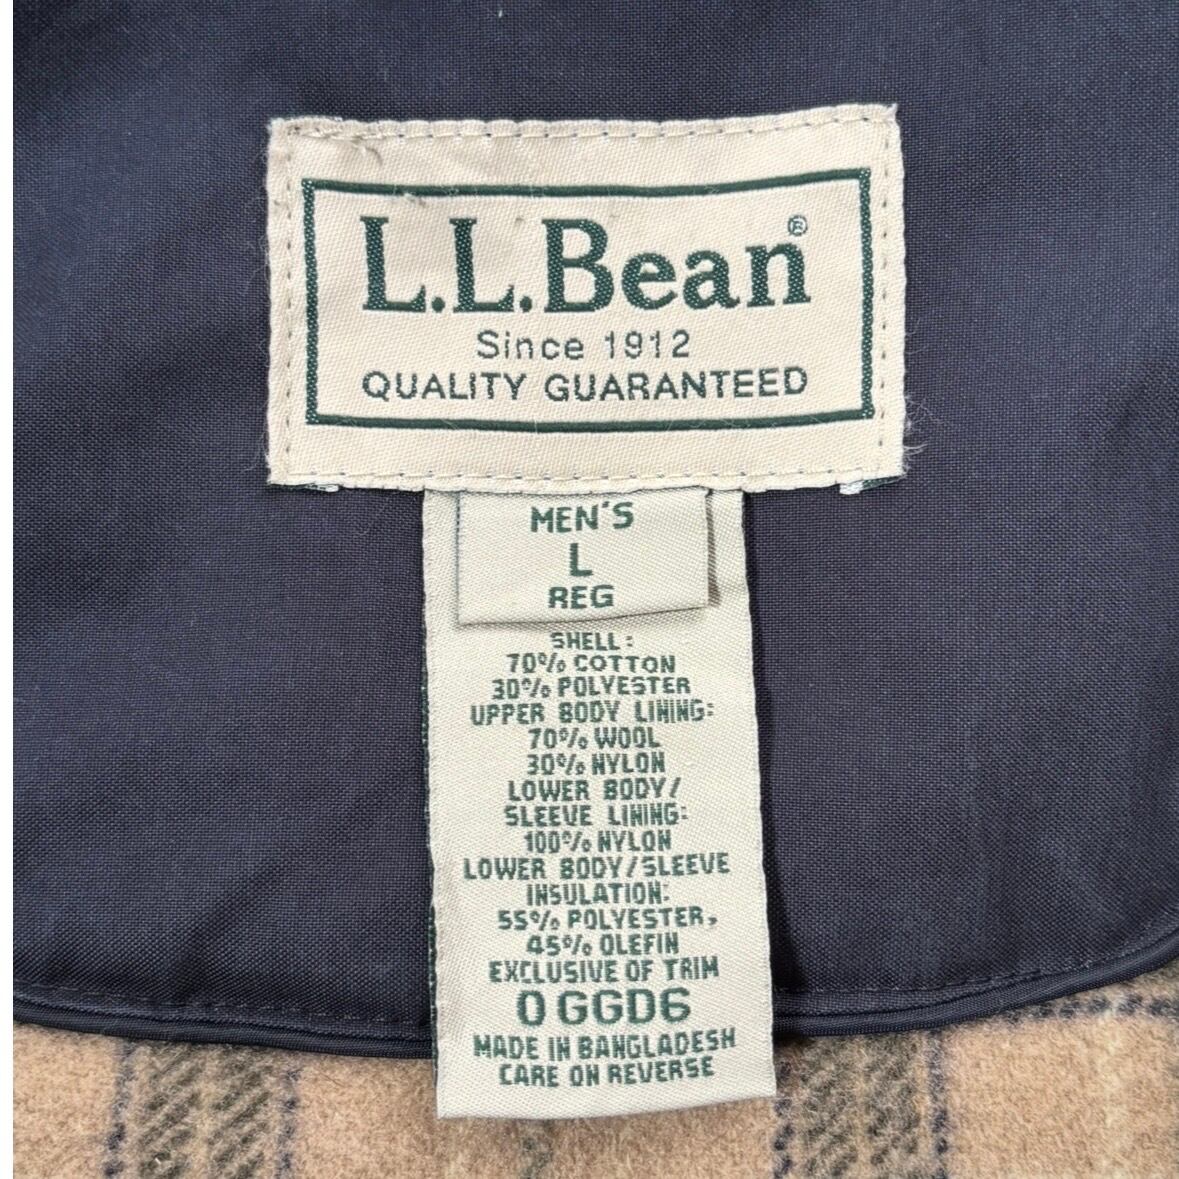 L.L.Bean®
Since 1912
QUALITY GUARANTEED
MEN'S
L
REG
SHELL:
70% COTTON
30% POLYESTER
UPPER BODY LINING:
70% WOOL
30% NYLON
LOWER BODY/
SLEEVE LINING:
100% NYLON
LOWER BODY/SLEEVE
INSULATION:
55% POLYESTER,
45% OLEFIN
EXCLUSIVE OF TRIM
0 GGD6
MADE IN BANGLADESH
CARE ON REVERSE